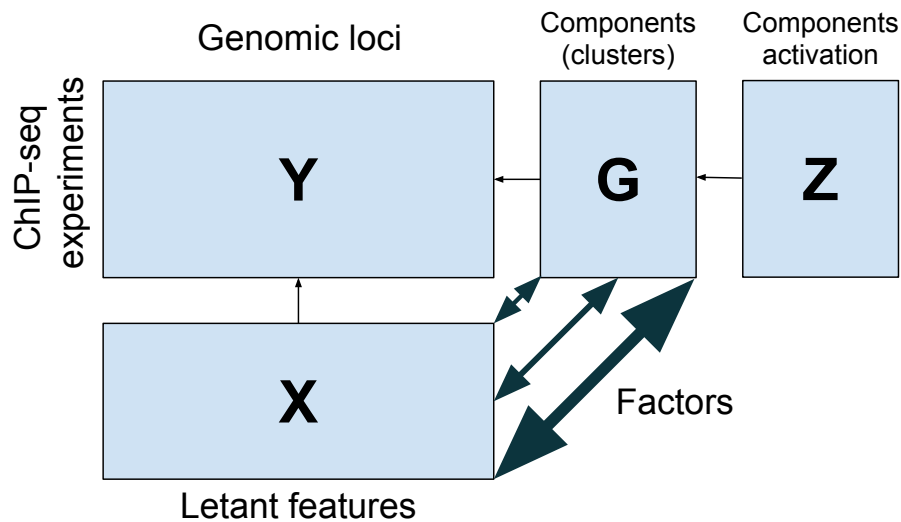 Genomic loci
Components
(clusters)
Components
activation
ChIP-seq
experiments
Y
G
Z
X
Factors
Letant features